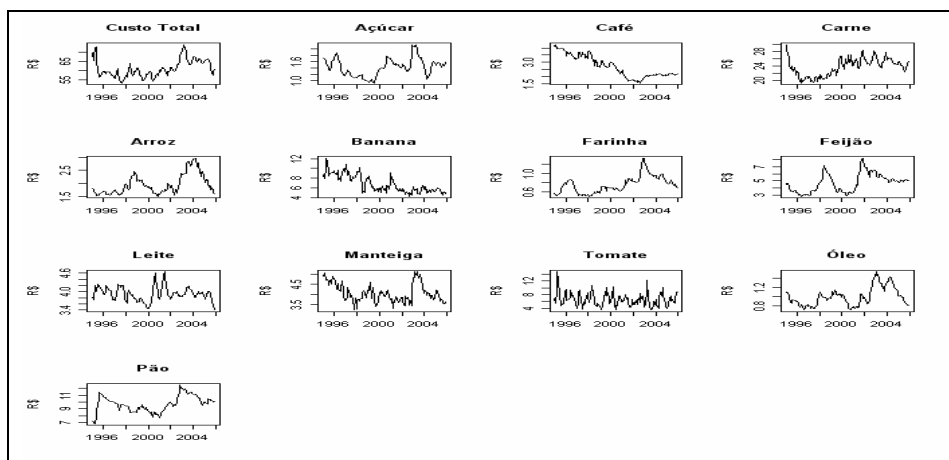 Custo Total
R$
55 65
1996 2000 2004
Açúcar
R$
1.0 1.6
1996 2000 2004
Café
R$
1.5 3.0
1996 2000 2004
Carne
R$
20 24 28
1996 2000 2004
Arroz
R$
1.5 2.5
1996 2000 2004
Banana
R$
4 6 8 12
1996 2000 2004
Farinha
R$
0.6 1.0
1996 2000 2004
Feijão
R$
3 5 7
1996 2000 2004
Leite
R$
3.4 4.0 4.6
1996 2000 2004
Manteiga
R$
3.5 4.5
1996 2000 2004
Tomate
R$
4 8 12
1996 2000 2004
Óleo
R$
0.8 1.2
1996 2000 2004
Pão
R$
7 9 11
1996 2000 2004